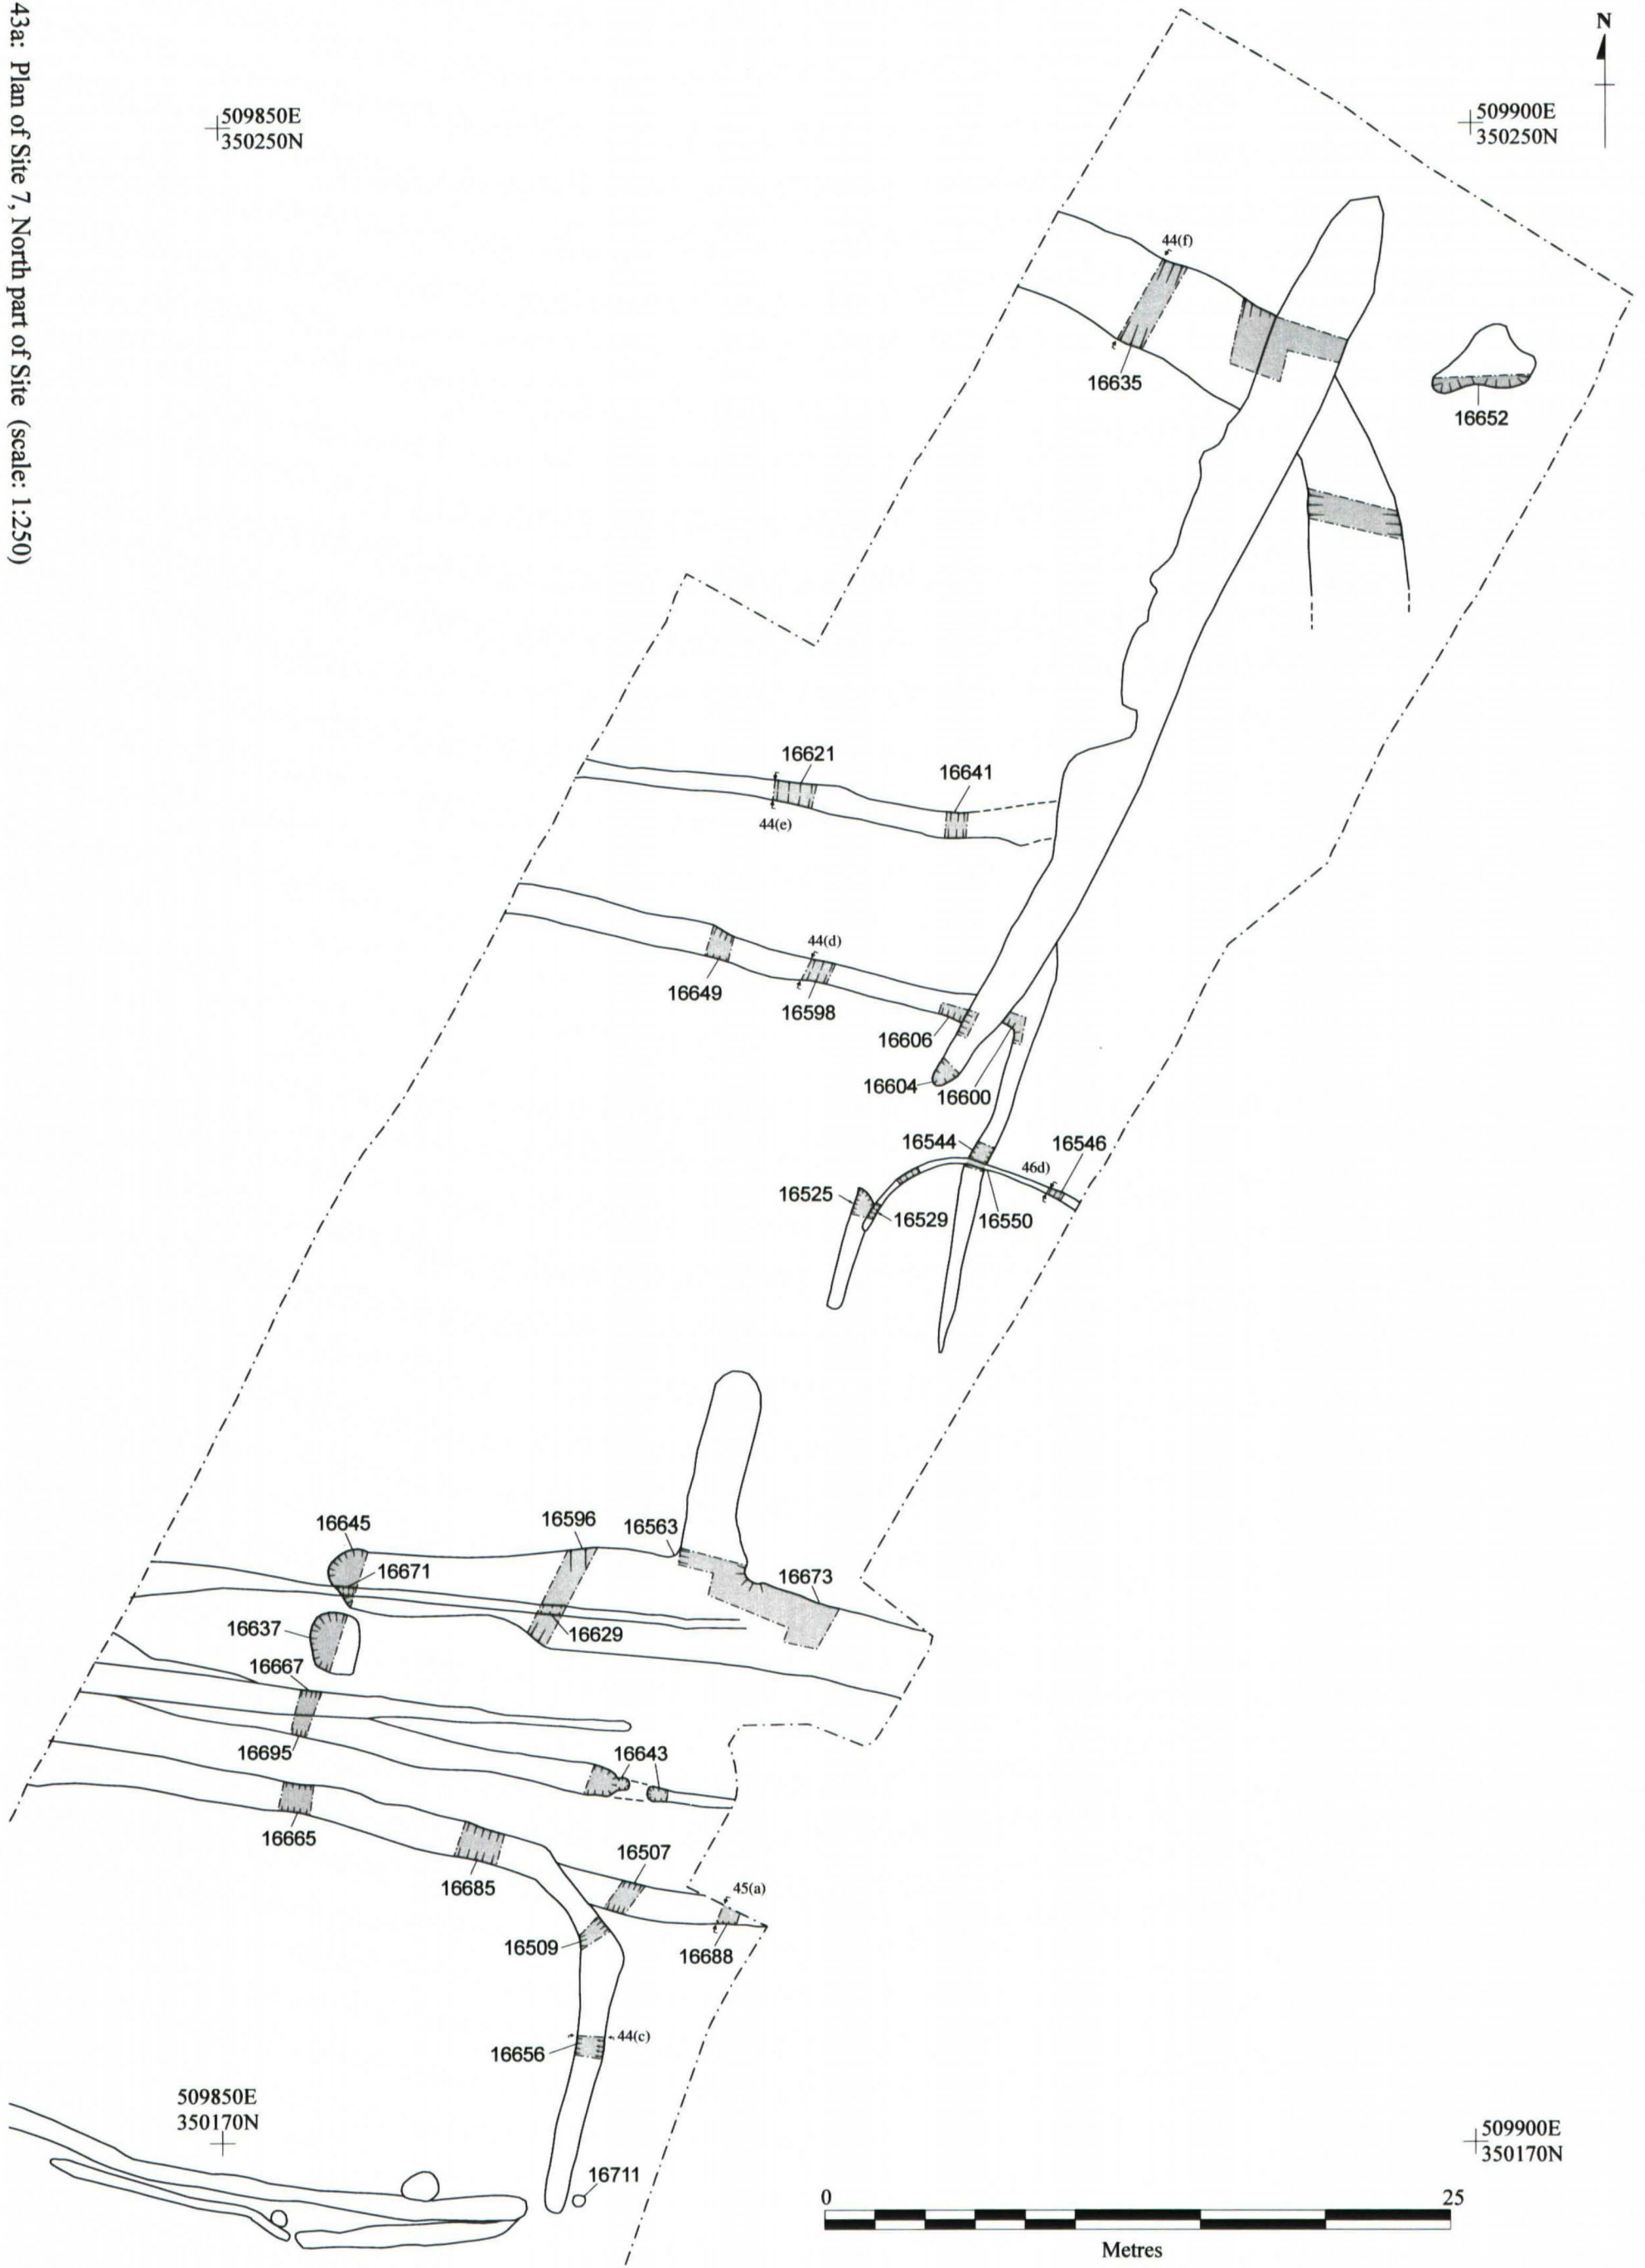 43a: Plan of Site 7, North part of Site (scale: 1:250)
N
509850E
350250N
509900E
350250N
44(f)
16635
16652
16621
16641
44(e)
44(d)
16649
16598
16606
16604
16600
16544
16546
46d)
16525
16529
16550
16645
16596
16563
16671
16673
16637
16629
16667
16695
16643
16665
16685
16507
45(a)
16509
16688
16656
44(c)
509850E
350170N
509900E
350170N
16711
0
25
Metres